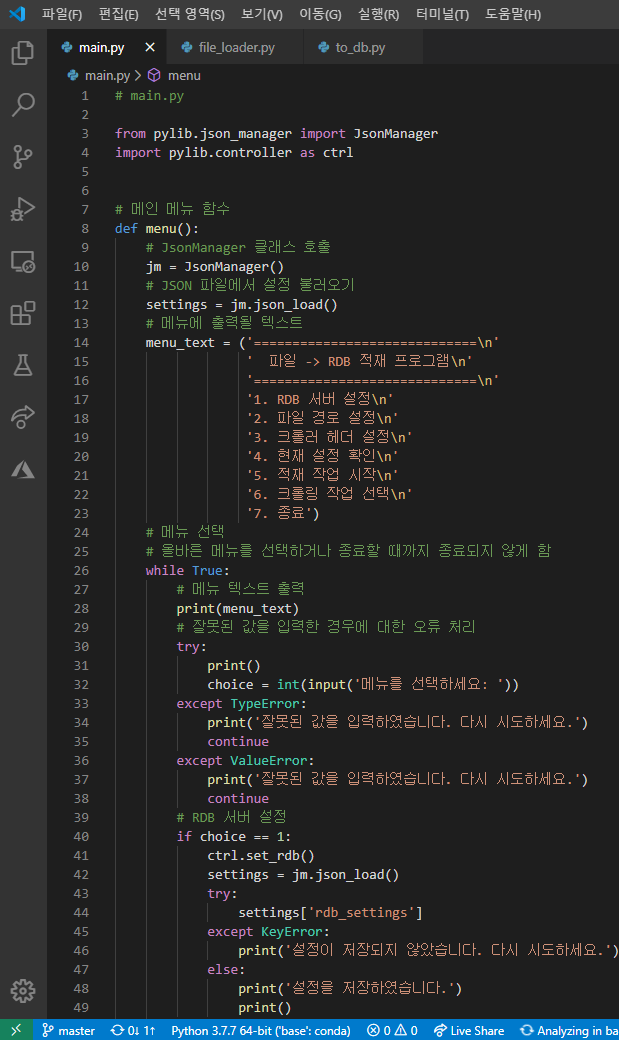 파일(F) 편집(E) 선택 영역(S) 보기(V) 이동(G) 실행(R) 터미널(T) 도움말(H)
main.py × file_loader.py to_db.py
main.py > menu
1 # main.py
2
3 from pylib.json_manager import JsonManager
4 import pylib.controller as ctrl
5
6
7 # 메인 메뉴 함수
8 def menu():
9     # JsonManager 클래스 호출
10     jm = JsonManager()
11     # JSON 파일에서 설정 불러오기
12     settings = jm.json_load()
13     # 메뉴에 출력될 텍스트
14     menu_text = ('=============================\n'
15                  '  파일 -> RDB 적재 프로그램\n'
16                  '=============================\n'
17                  '1. RDB 서버 설정\n'
18                  '2. 파일 경로 설정\n'
19                  '3. 크롤러 헤더 설정\n'
20                  '4. 현재 설정 확인\n'
21                  '5. 적재 작업 시작\n'
22                  '6. 크롤링 작업 선택\n'
23                  '7. 종료')
24     # 메뉴 선택
25     # 올바른 메뉴를 선택하거나 종료할 때까지 종료되지 않게 함
26     while True:
27         # 메뉴 텍스트 출력
28         print(menu_text)
29         # 잘못된 값을 입력한 경우에 대한 오류 처리
30         try:
31             print()
32             choice = int(input('메뉴를 선택하세요: '))
33         except TypeError:
34             print('잘못된 값을 입력하였습니다. 다시 시도하세요.')
35             continue
36         except ValueError:
37             print('잘못된 값을 입력하였습니다. 다시 시도하세요.')
38             continue
39         # RDB 서버 설정
40         if choice == 1:
41             ctrl.set_rdb()
42             settings = jm.json_load()
43             try:
44                 settings['rdb_settings']
45             except KeyError:
46                 print('설정이 저장되지 않았습니다. 다시 시도하세요.')
47             else:
48                 print('설정을 저장하였습니다.')
49                 print()
master 0↓ 1↑ Python 3.7.7 64-bit ('base': conda) 0 0 Live Share Analyzing in ba